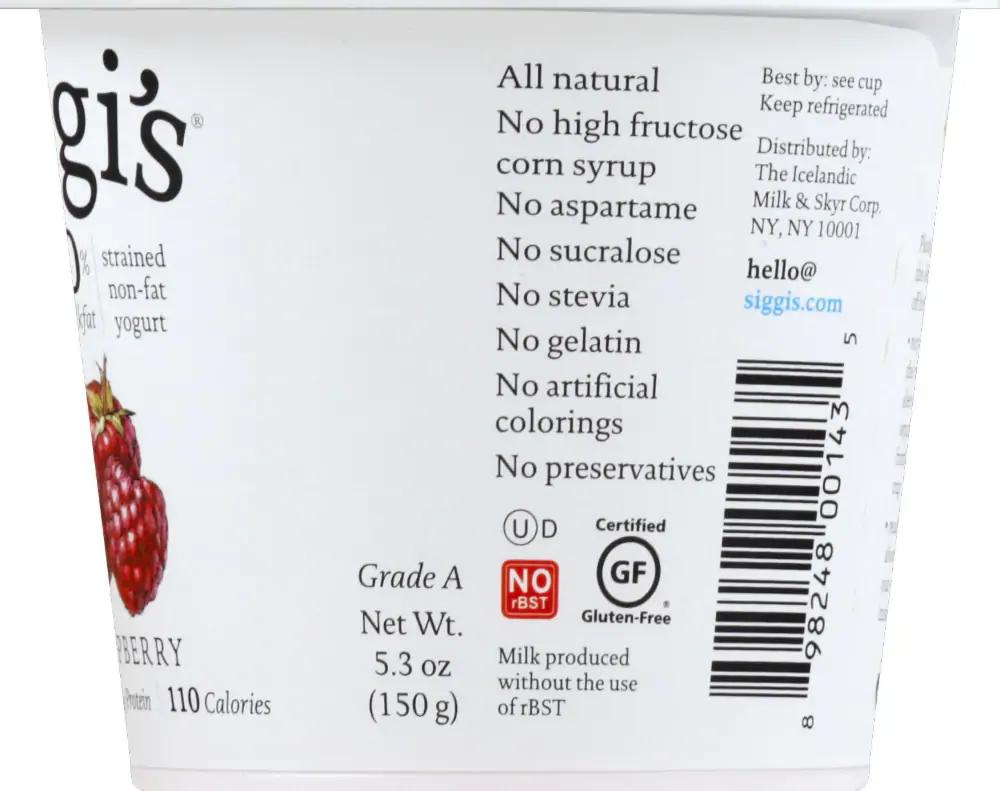 gi's®
% strained
non-fat
yogurt
110 Calories
Grade A
Net Wt.
5.3 oz
(150 g)
All natural
No high fructose
corn syrup
No aspartame
No sucralose
No stevia
No gelatin
No artificial
colorings
No preservatives
U D
Certified
GF
Gluten-Free
NO
rBST
Milk produced
without the use
of rBST
Best by: see cup
Keep refrigerated
Distributed by:
The Icelandic
Milk & Skyr Corp.
NY, NY 10001
hello@
siggis.com
8 98248 00143 5